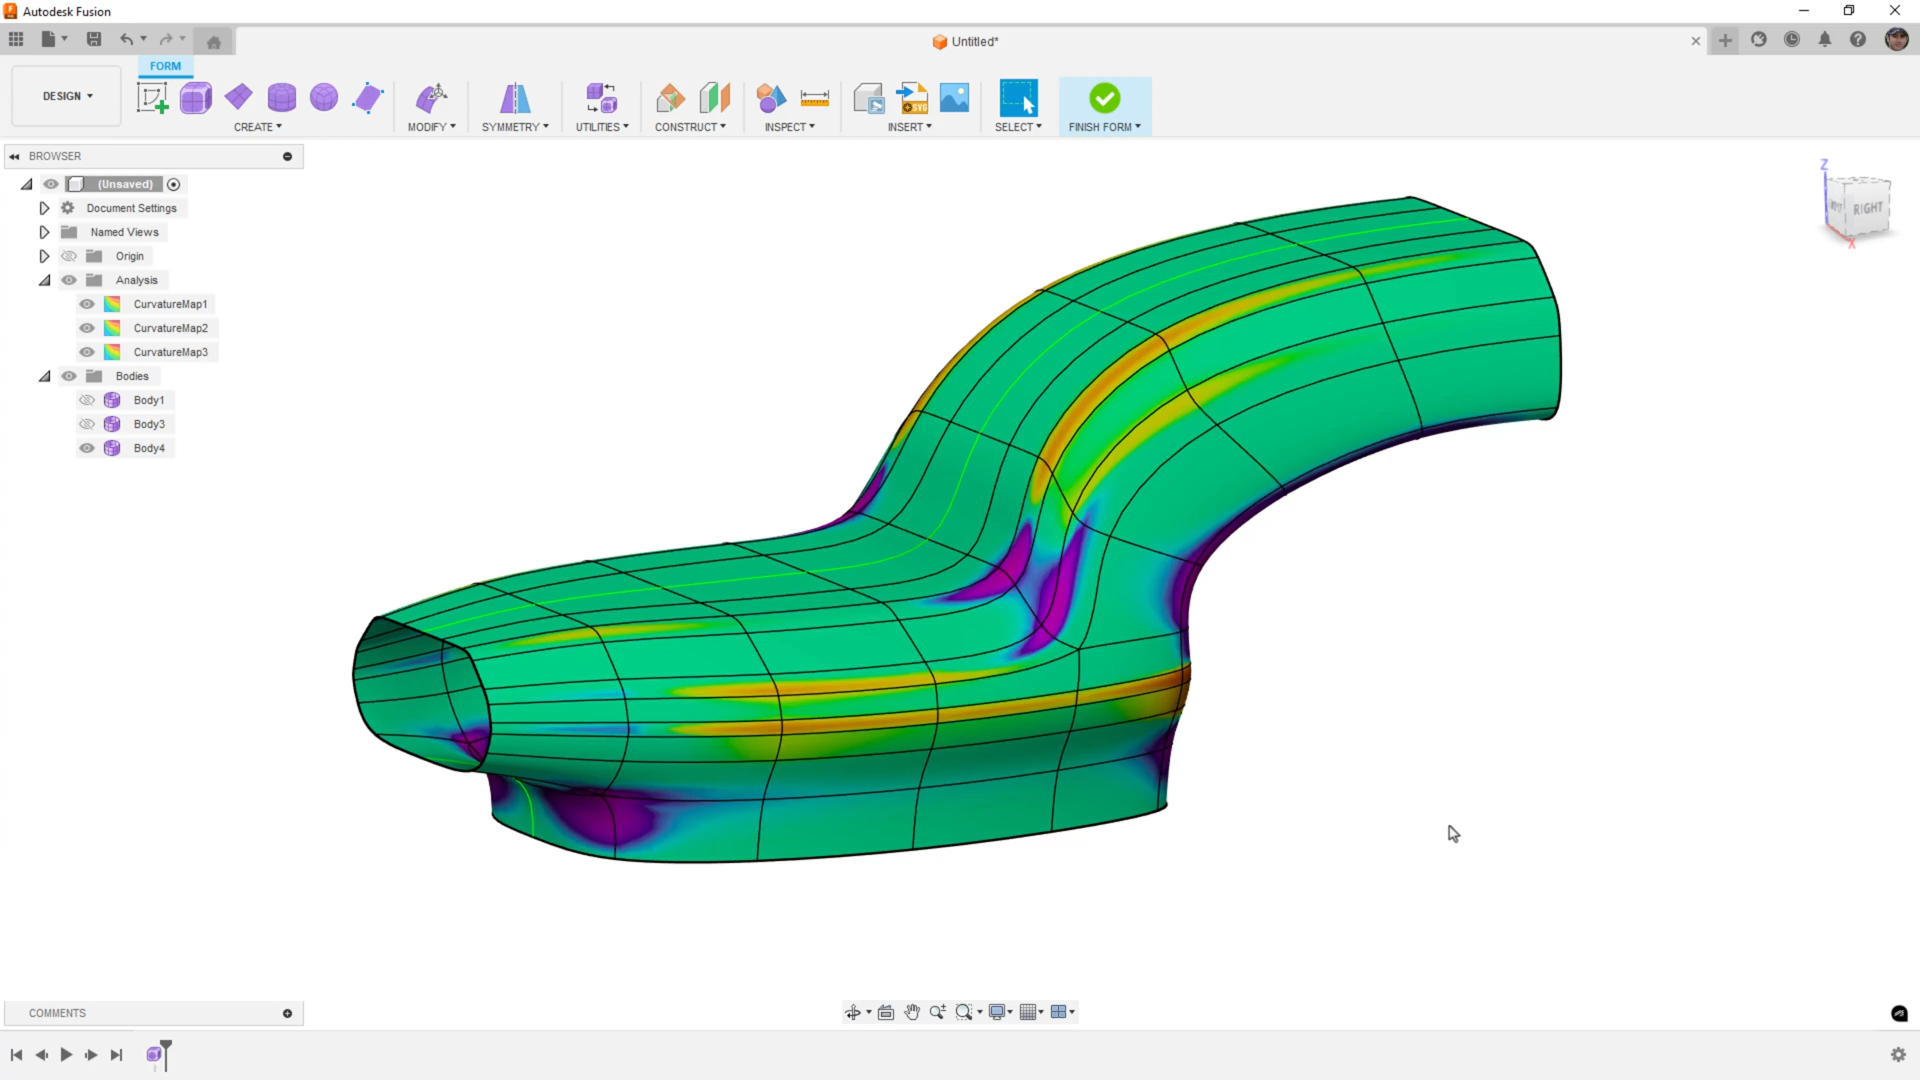 Autodesk Fusion
Untitled*
FORM
DESIGN
CREATE
MODIFY
SYMMETRY
UTILITIES
CONSTRUCT
INSPECT
INSERT
SELECT
FINISH FORM
SVG
BROWSER
(Unsaved)
Document Settings
Named Views
Origin
Analysis
CurvatureMap1
CurvatureMap2
CurvatureMap3
Bodies
Body1
Body3
Body4
Z
RIGHT
X
COMMENTS